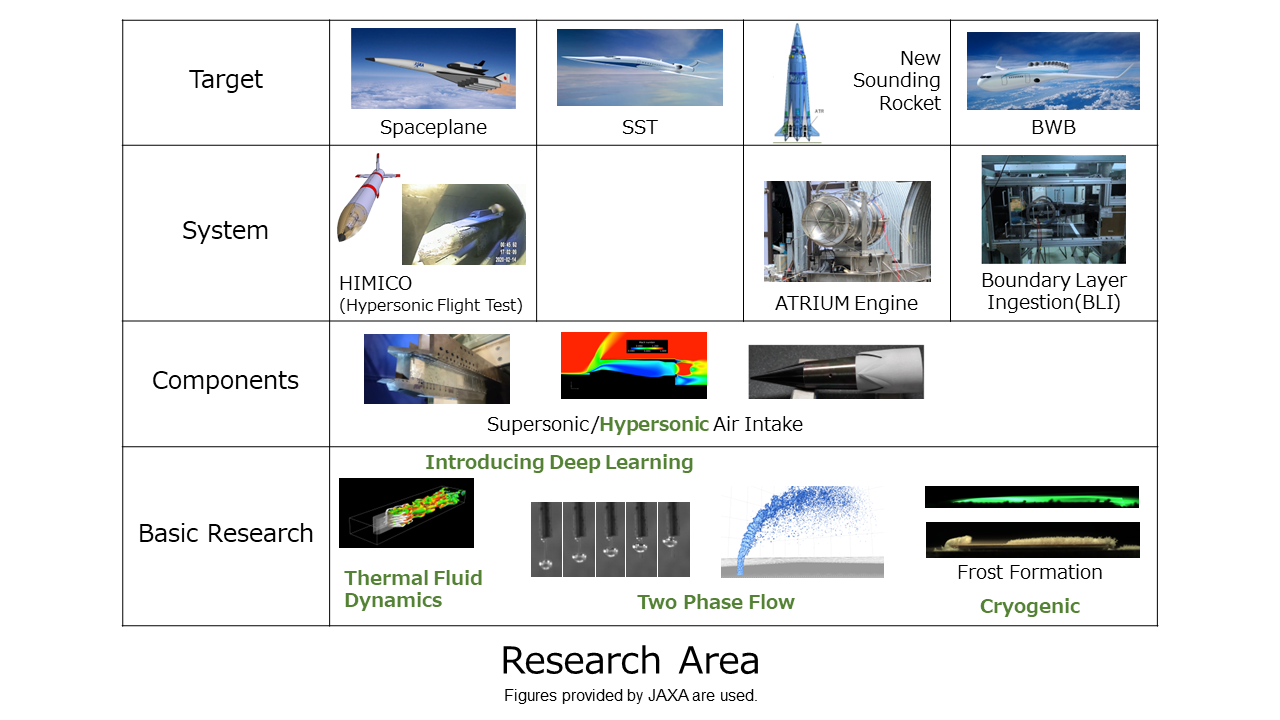 Target
Spaceplane
SST
ATR
New
Sounding
Rocket
BWB
System
HIMICO
(Hypersonic Flight Test)
ATRIUM Engine
Boundary Layer
Ingestion(BLI)
Components
Supersonic/Hypersonic Air Intake
Basic Research
Introducing Deep Learning
Thermal Fluid
Dynamics
Two Phase Flow
Frost Formation
Cryogenic
Research Area
Figures provided by JAXA are used.